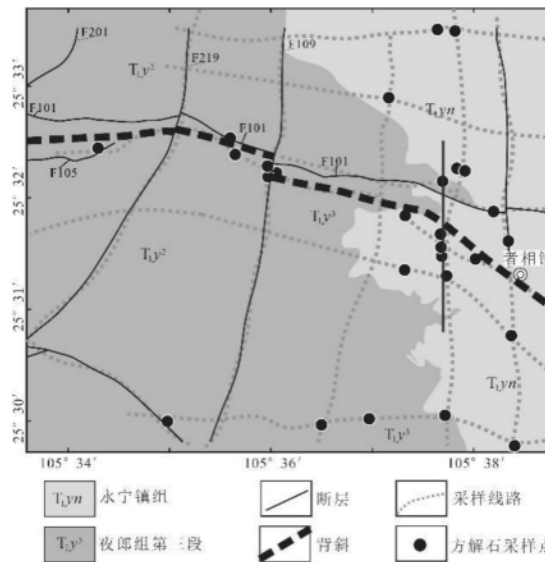 F201
F109
T₁y²
F219
25°33′
T₁yn
F101
F101
F101
F105
25°32′
T₁y³
T₁y²
者相镇
25°31′
T₁yn
25°30′
T₁y³
105°34′
105°36′
105°38′
T₁yn 永宁镇组
断层
采样线路
T₁y³ 夜郎组第三段
背斜
方解石采样点